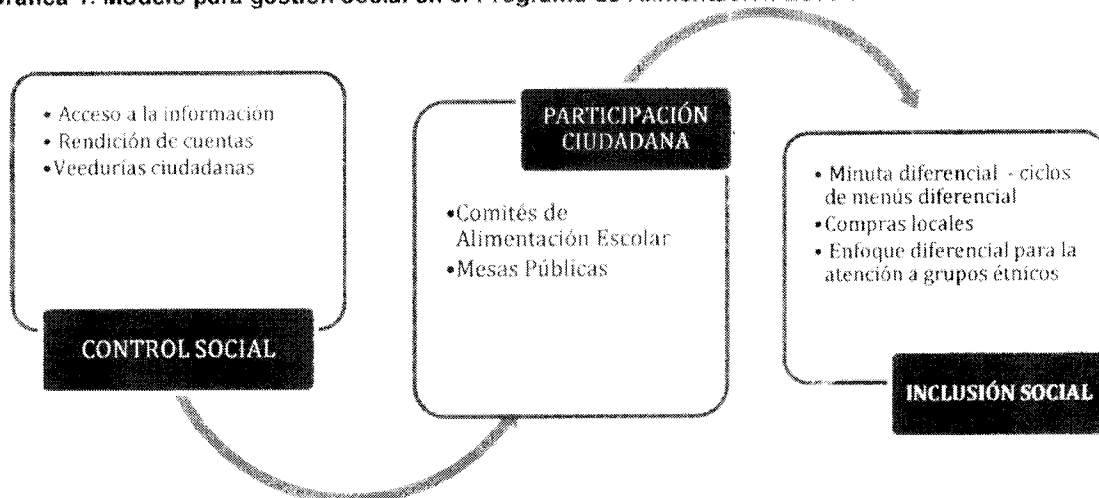 Modelo para gestión social en el Programa de Alimentación
• Acceso a la información
• Rendición de cuentas
•Veedurías ciudadanas
CONTROL SOCIAL
PARTICIPACIÓN
CIUDADANA
•Comités de
Alimentación Escolar
•Mesas Públicas
• Minuta diferencial - ciclos
de menús diferencial
•Compras locales
• Enfoque diferencial para la
atención a grupos étnicos
INCLUSIÓN SOCIAL